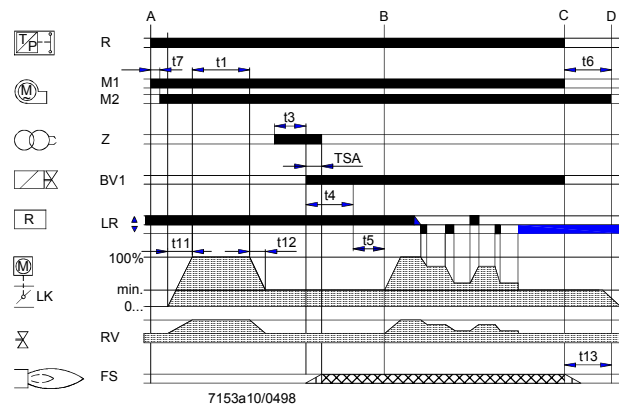 A B C D
T/P R
t7 t1 t6
M M1
M2
t3
Z
TSA
BV1
t4
R LR
t11 t12 t5
100%
M
LK min.
0...
RV
FS t13
7153a10/0498